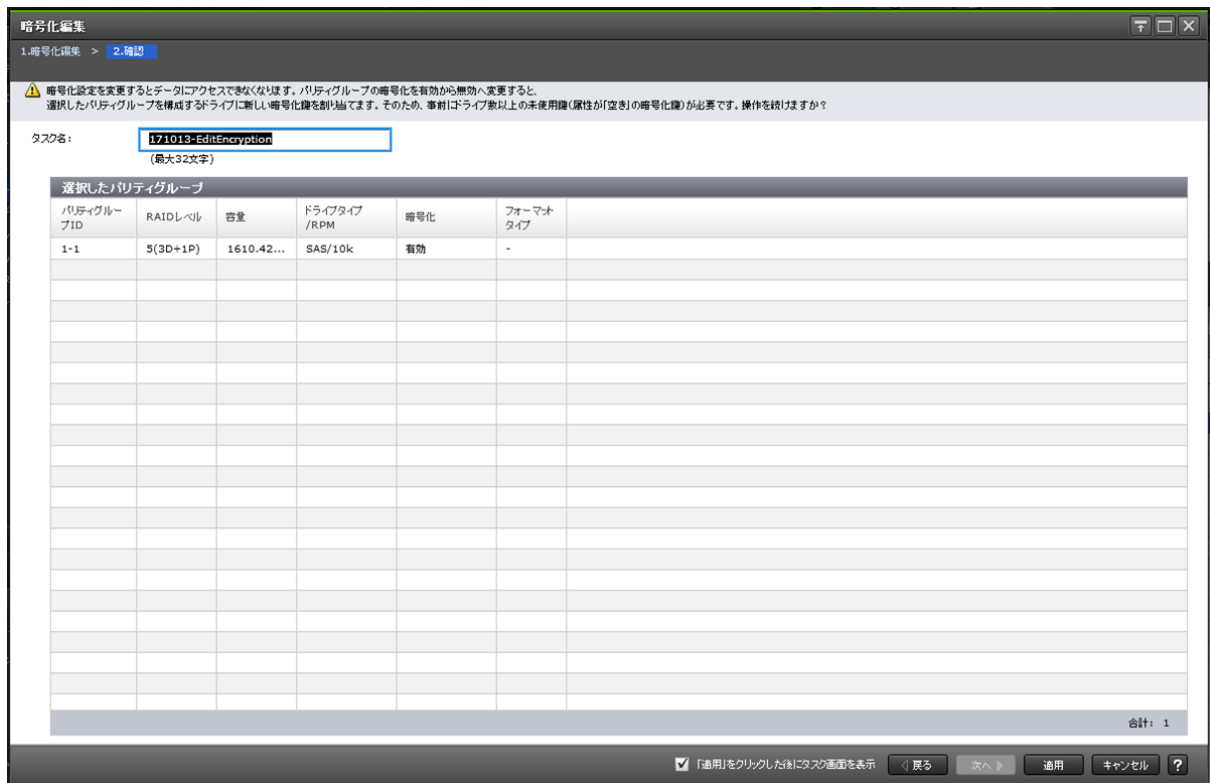 暗号化編集
1.暗号化編集 > 2.確認
暗号化設定を変更するとデータにアクセスできなくなります。パリティグループの暗号化を有効から無効へ変更すると、
選択したパリティグループを構成するドライブに新しい暗号化鍵を割り当てます。そのため、事前にドライブ数以上の未使用鍵(属性が「空き」の暗号化鍵)が必要です。操作を続けますか?
タスク名: 171013-EditEncryption
(最大32文字)
選択したパリティグループ
パリティグルー
プID
RAIDレベル
容量
ドライブタイプ
/RPM
暗号化
フォーマット
タイプ
1-1 5(3D+1P) 1610.42... SAS/10k 有効 -
合計: 1
「適用」をクリックした後にタスク画面を表示 戻る 次へ 適用 キャンセル ?